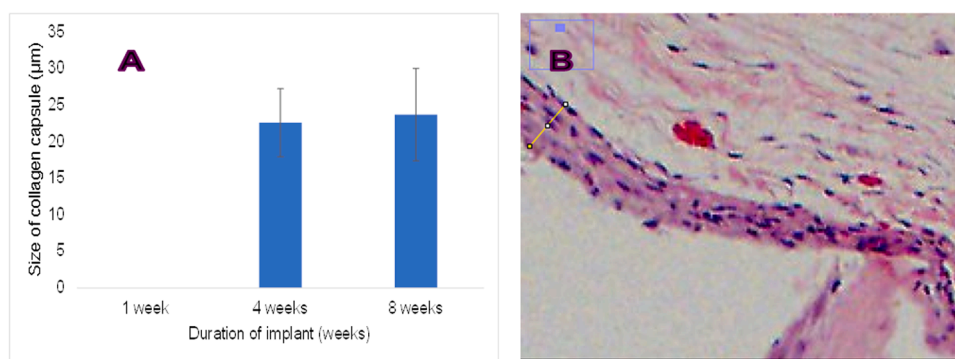 A
B
35
30
25
20
15
10
5
0
Size of collagen capsule (µm)
1 week 4 weeks 8 weeks
Duration of implant (weeks)